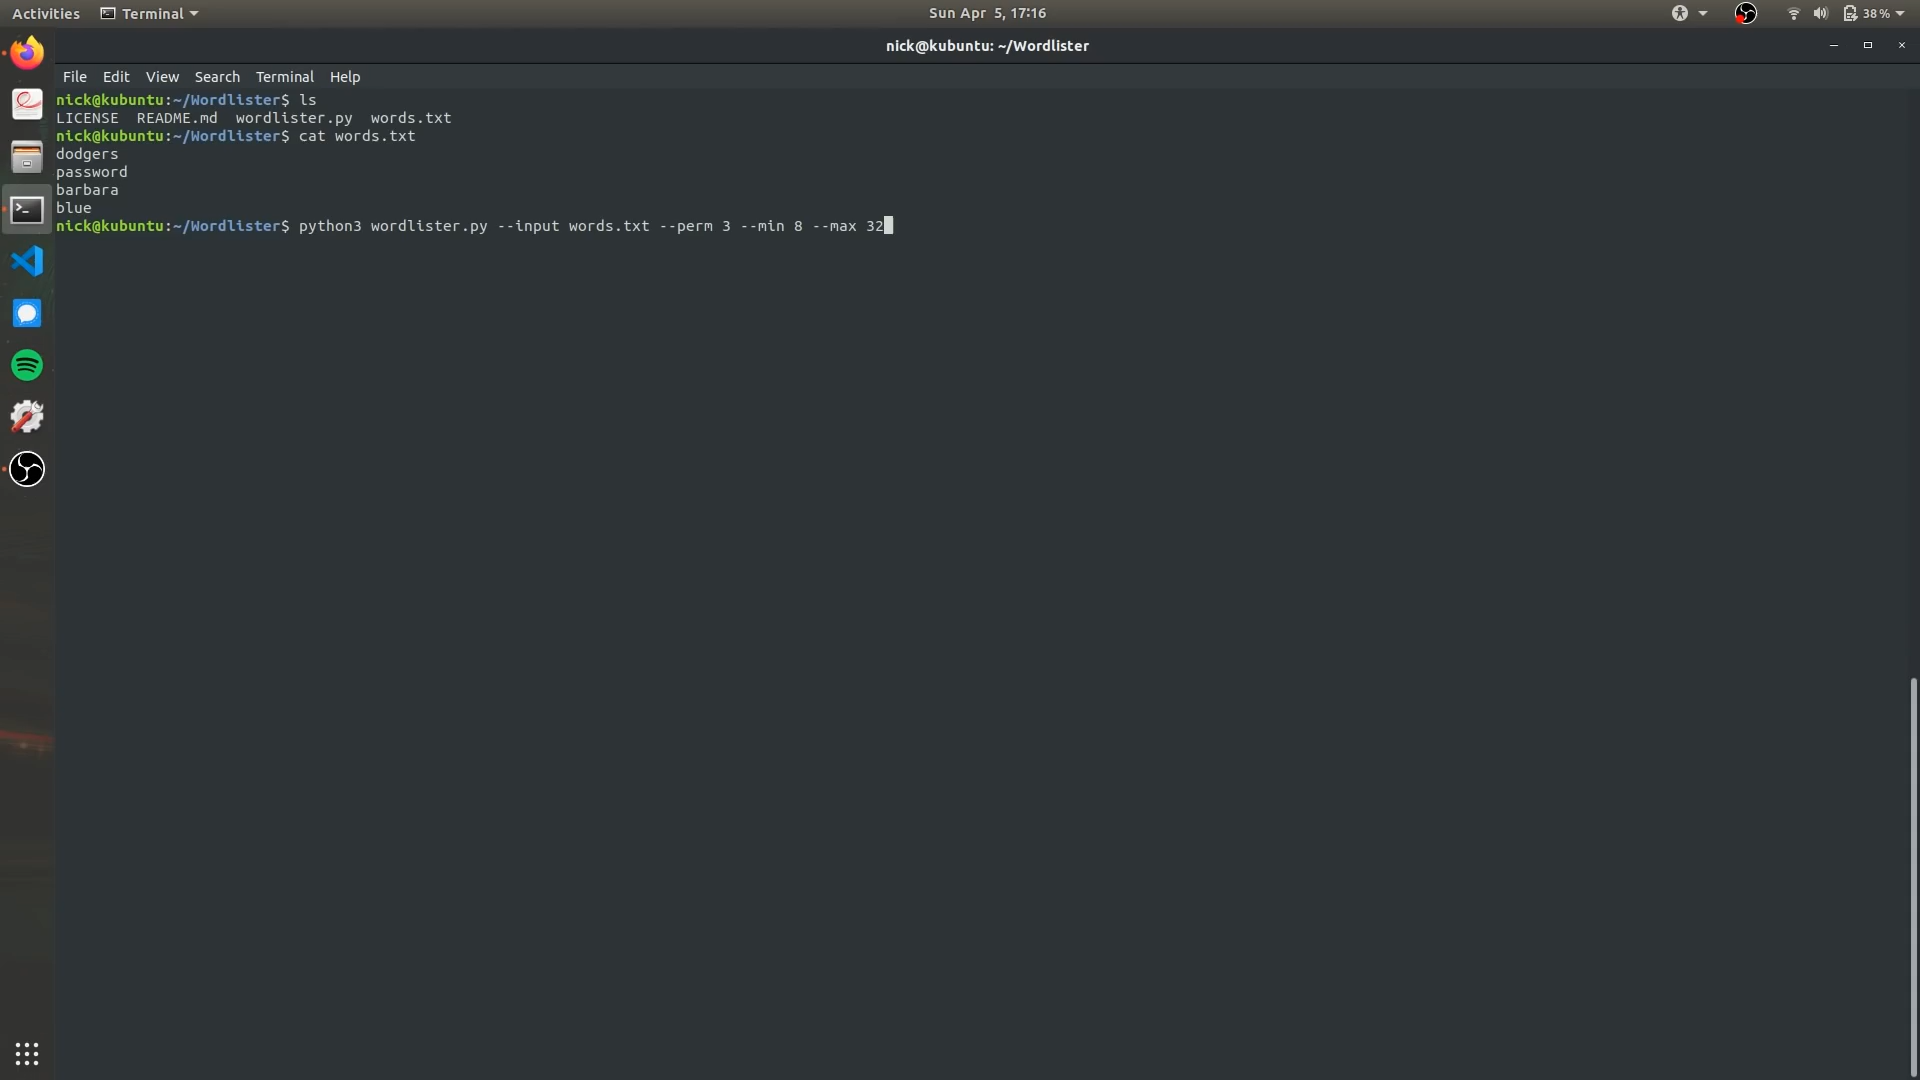 Activities Terminal Sun Apr 5, 17:16 38%
nick@kubuntu: ~/Wordlister
File Edit View Search Terminal Help
nick@kubuntu:~/Wordlister$ ls
LICENSE README.md wordlister.py words.txt
nick@kubuntu:~/Wordlister$ cat words.txt
dodgers
password
barbara
blue
nick@kubuntu:~/Wordlister$ python3 wordlister.py --input words.txt --perm 3 --min 8 --max 32